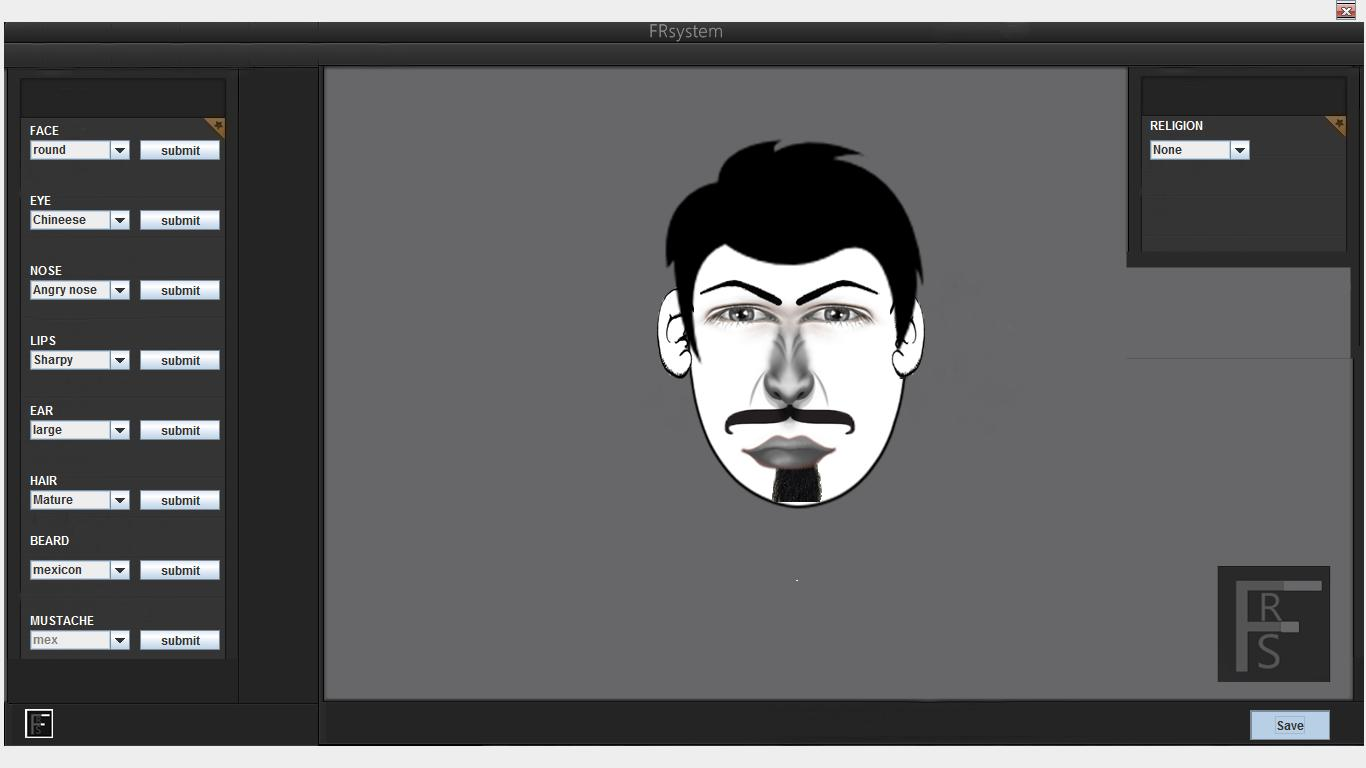 FRsystem
FACE
round
submit
EYE
Chineese
submit
NOSE
Angry nose
submit
LIPS
Sharpy
submit
EAR
large
submit
HAIR
Mature
submit
BEARD
mexicon
submit
MUSTACHE
mex
submit
RELIGION
None
FRS
FRS
Save